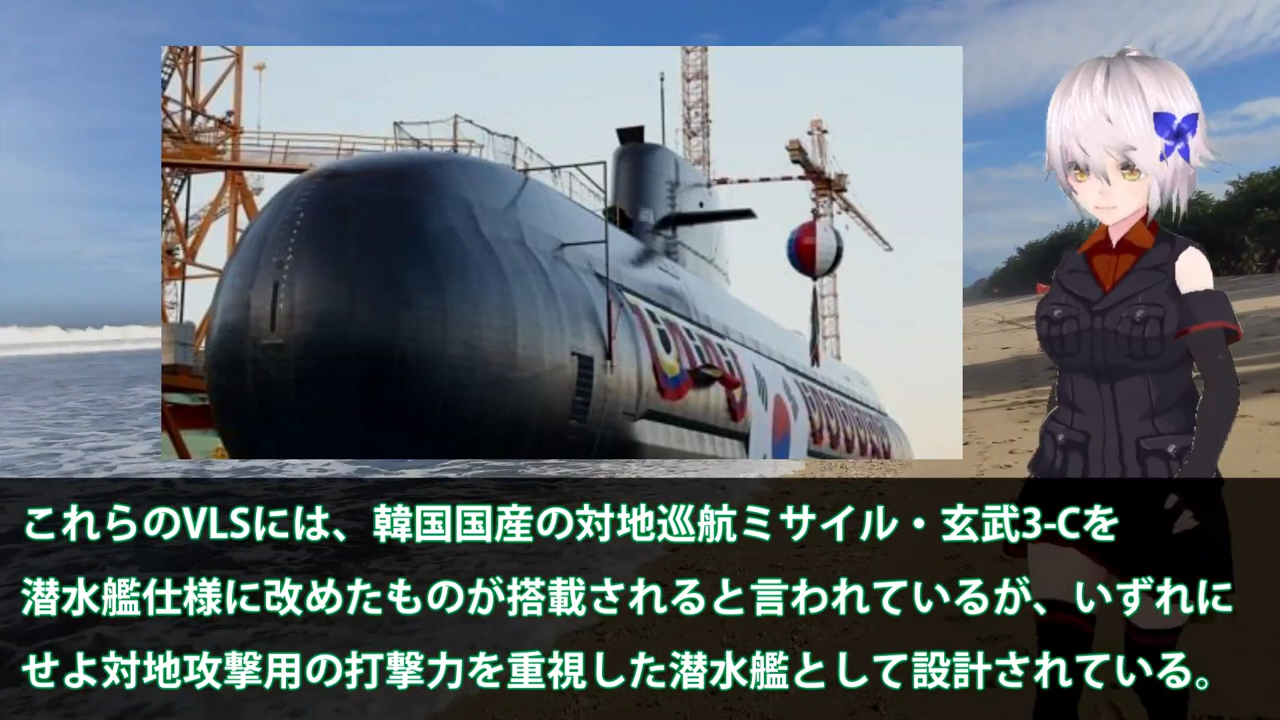 これらのVLSには、韓国国産の対地巡航ミサイル・玄武3-Cを
潜水艦仕様に改めたものが搭載されると言われているが、いずれに
せよ対地攻撃用の打撃力を重視した潜水艦として設計されている。